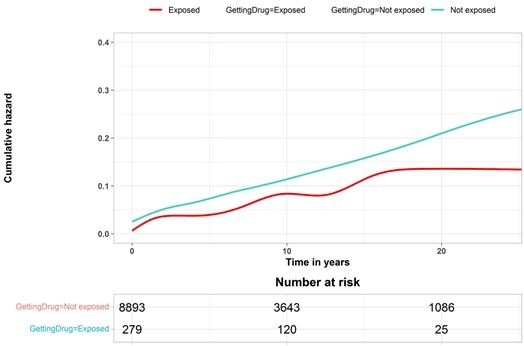 Exposed GettingDrug=Exposed GettingDrug=Not exposed Not exposed
Cumulative hazard
0.4
0.3
0.2
0.1
0.0
0 10 20
Time in years
Number at risk
GettingDrug=Not exposed 8893 3643 1086
GettingDrug=Exposed 279 120 25